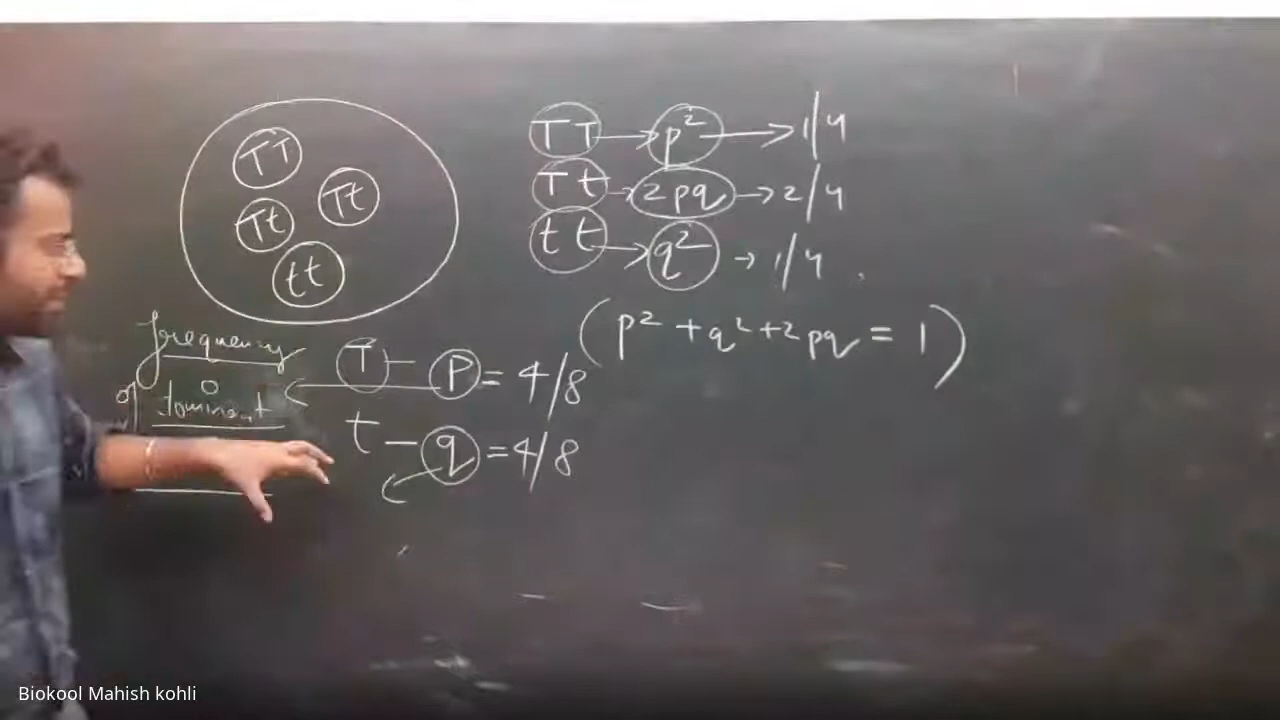 TT
Tt
Tt
tt
TT → p² → 1/4
Tt → 2pq → 2/4
tt → q² → 1/4
(p² + q² + 2pq = 1)
frequency
of dominent
T – P = 4/8
t – q = 4/8
Biokool Mahish kohli